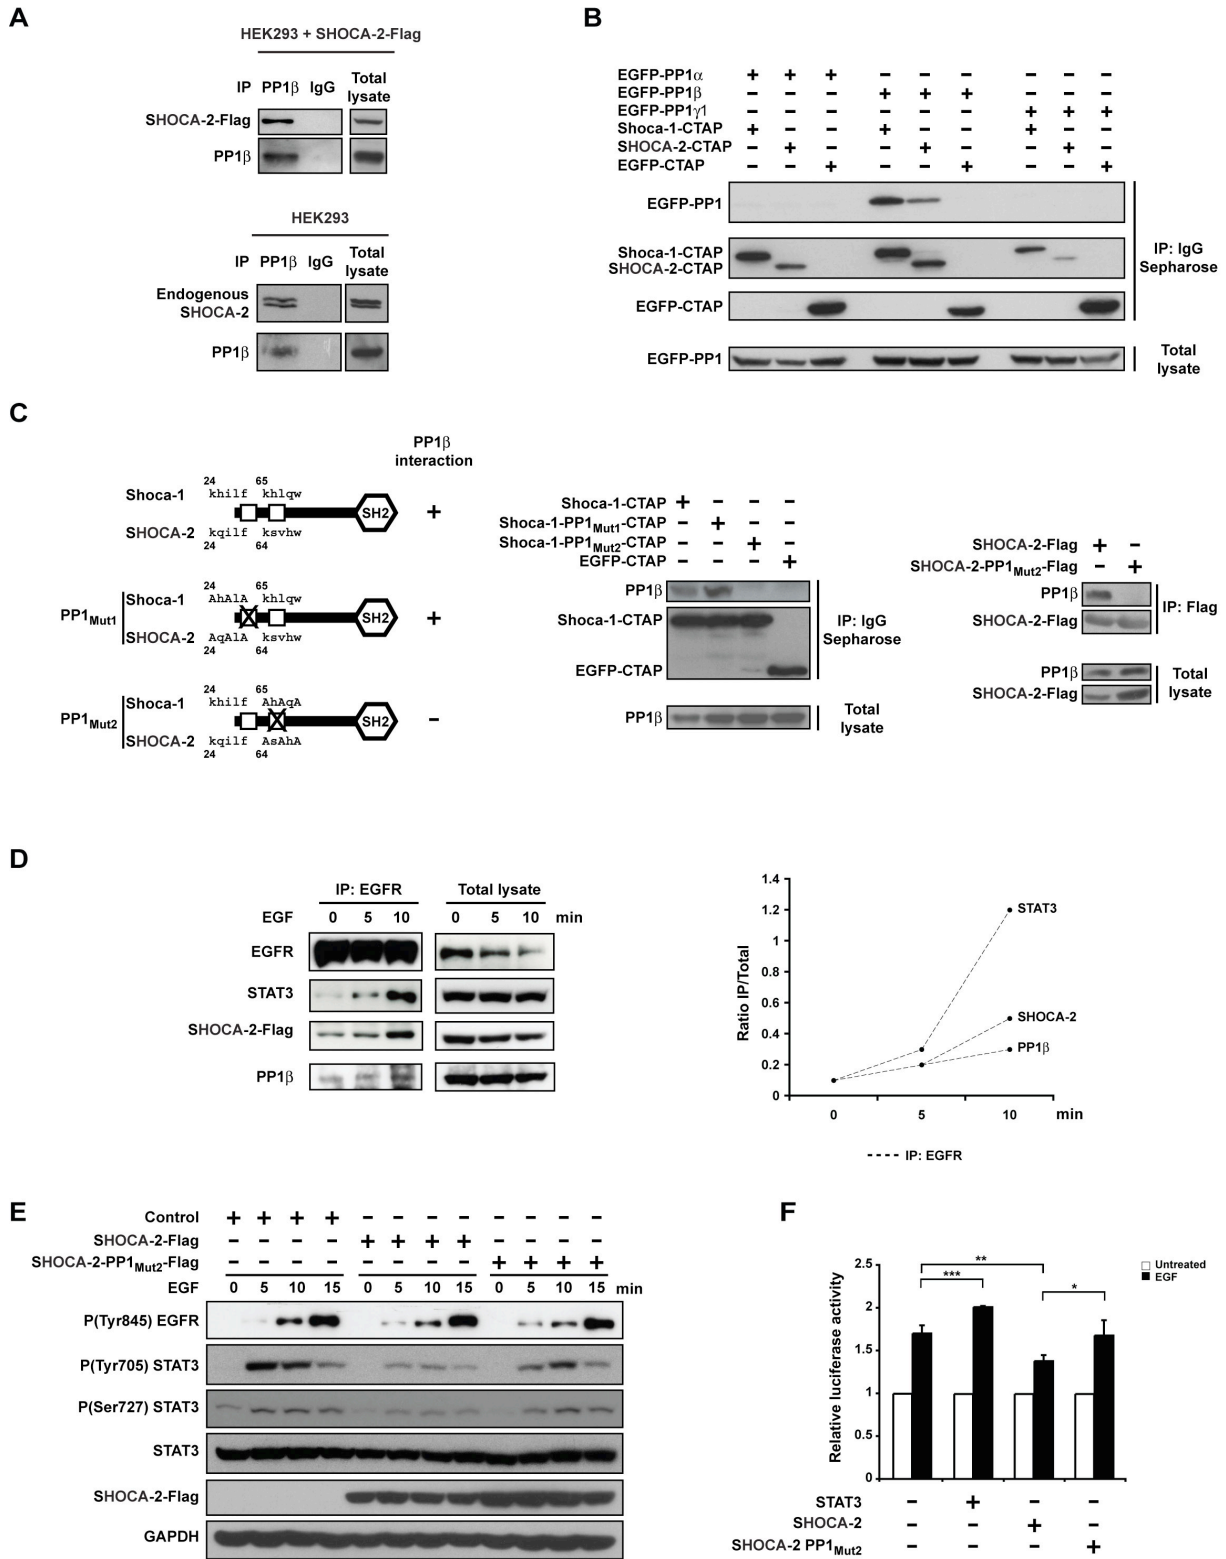 A
HEK293 + SHOCA-2-Flag
IP PP1β IgG Total lysate
SHOCA-2-Flag
PP1β
HEK293
IP PP1β IgG Total lysate
Endogenous SHOCA-2
PP1β
B
EGFP-PP1α + + + − − − − − −
EGFP-PP1β − − − + + + − − −
EGFP-PP1γ1 − − − − − − + + +
Shoca-1-CTAP + − − + − − + − −
SHOCA-2-CTAP − + − − + − − + −
EGFP-CTAP − − + − − + − − +
EGFP-PP1
Shoca-1-CTAP
SHOCA-2-CTAP
EGFP-CTAP
IP: IgG Sepharose
EGFP-PP1
Total lysate
C
PP1β interaction
24 65
Shoca-1 khilf khlqw
SH2 +
SHOCA-2 kqilf ksvhw
24 64
24 65
Shoca-1 AhAlA khlqw
PP1Mut1 SH2 +
SHOCA-2 AqAlA ksvhw
24 64
24 65
Shoca-1 khilf AhAqA
PP1Mut2 SH2 −
SHOCA-2 kqilf AsAhA
24 64
Shoca-1-CTAP + − − −
Shoca-1-PP1Mut1-CTAP − + − −
Shoca-1-PP1Mut2-CTAP − − + −
EGFP-CTAP − − − +
PP1β
Shoca-1-CTAP
EGFP-CTAP
IP: IgG Sepharose
PP1β
Total lysate
SHOCA-2-Flag + −
SHOCA-2-PP1Mut2-Flag − +
PP1β
SHOCA-2-Flag
IP: Flag
PP1β
SHOCA-2-Flag
Total lysate
D
IP: EGFR Total lysate
EGF 0 5 10 0 5 10 min
EGFR
STAT3
SHOCA-2-Flag
PP1β
Ratio IP/Total
1.4
1.2
1
0.8
0.6
0.4
0.2
0
STAT3
SHOCA-2
PP1β
0 5 10 min
IP: EGFR
E
Control + + + + − − − − − − − −
SHOCA-2-Flag − − − − + + + + − − − −
SHOCA-2-PP1Mut2-Flag − − − − − − − − + + + +
EGF 0 5 10 15 0 5 10 15 0 5 10 15 min
P(Tyr845) EGFR
P(Tyr705) STAT3
P(Ser727) STAT3
STAT3
SHOCA-2-Flag
GAPDH
F
Relative luciferase activity
2.5
2
1.5
1
0.5
0
**
***
*
Untreated
EGF
STAT3 − + − −
SHOCA-2 − − + −
SHOCA-2 PP1Mut2 − − − +